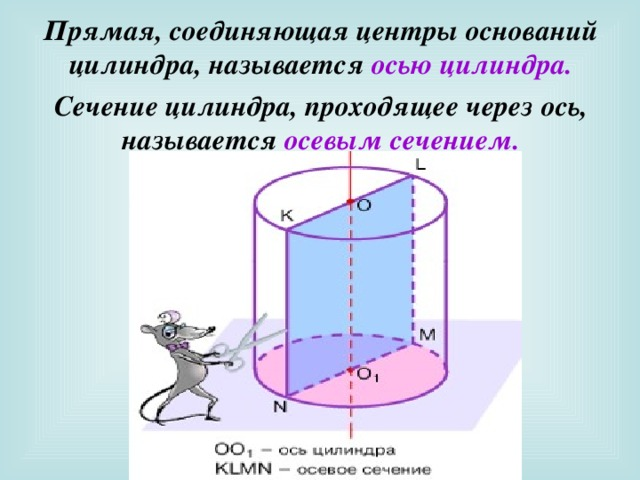 Прямая, соединяющая центры оснований
цилиндра, называется осью цилиндра.
Сечение цилиндра, проходящее через ось,
называется осевым сечением.
L
K
O
M
O₁
N
OO₁ – ось цилиндра
KLMN – осевое сечение